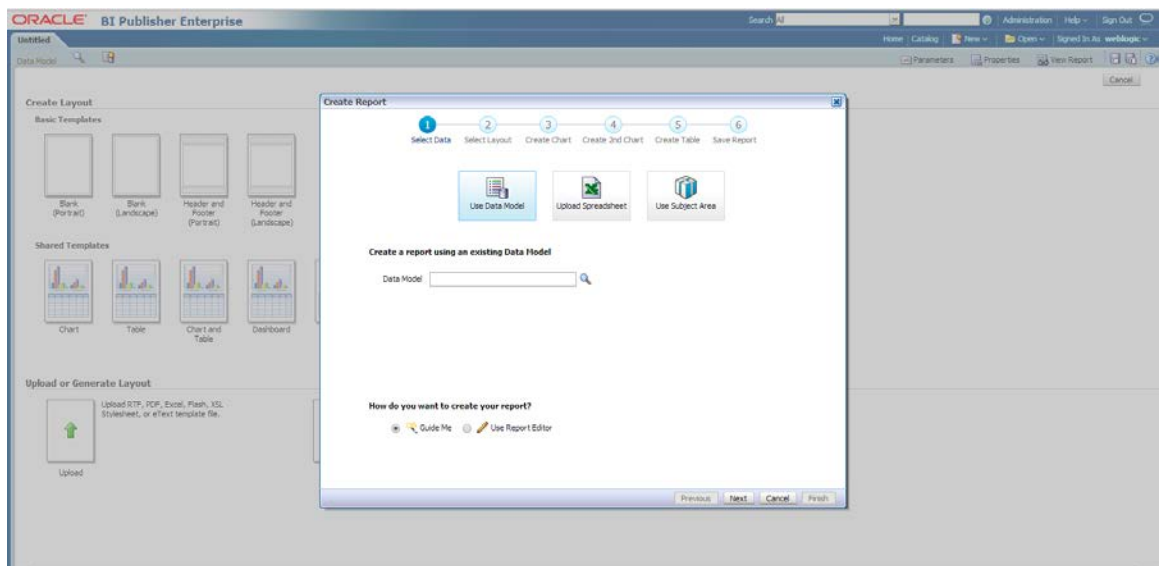 ORACLE BI Publisher Enterprise Search All Administration Help Sign Out
Untitled Home Catalog New Open Signed In As weblogic
Data Model Parameters Properties View Report
Cancel
Create Layout
Basic Templates
Blank (Portrait)
Blank (Landscape)
Header and Footer (Portrait)
Header and Footer (Landscape)
Shared Templates
Chart
Table
Chart and Table
Dashboard
Upload or Generate Layout
Upload RTF, PDF, Excel, Flash, XSL
Stylesheet, or eText template file.
Upload
Create Report
1 2 3 4 5 6
Select Data Select Layout Create Chart Create 2nd Chart Create Table Save Report
Use Data Model Upload Spreadsheet Use Subject Area
Create a report using an existing Data Model
Data Model
How do you want to create your report?
Guide Me Use Report Editor
Previous Next Cancel Finish